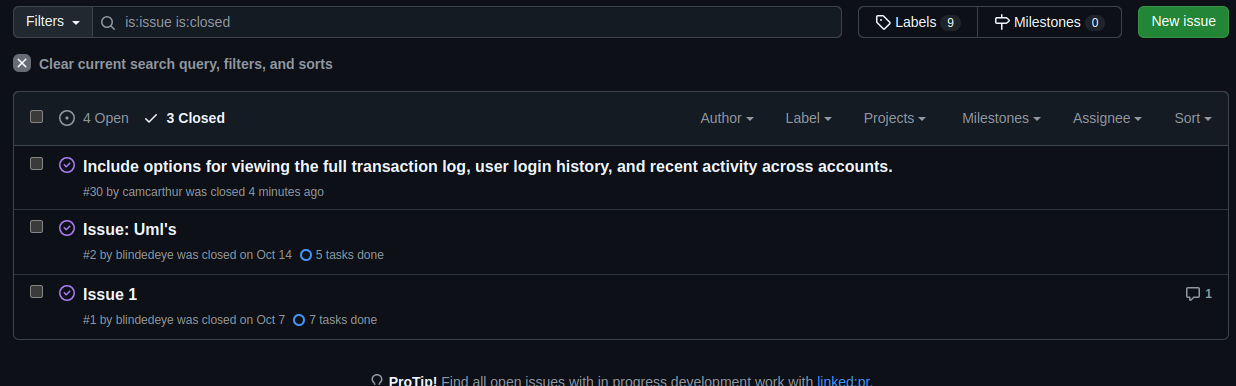 Filters is:issue is:closed Labels 9 Milestones 0 New issue
Clear current search query, filters, and sorts
4 Open 3 Closed Author Label Projects Milestones Assignee Sort
Include options for viewing the full transaction log, user login history, and recent activity across accounts.
#30 by camcarthur was closed 4 minutes ago
Issue: Uml's
#2 by blindedeye was closed on Oct 14 5 tasks done
Issue 1 1
#1 by blindedeye was closed on Oct 7 7 tasks done
ProTip! Find all open issues with in progress development work with linked:pr.